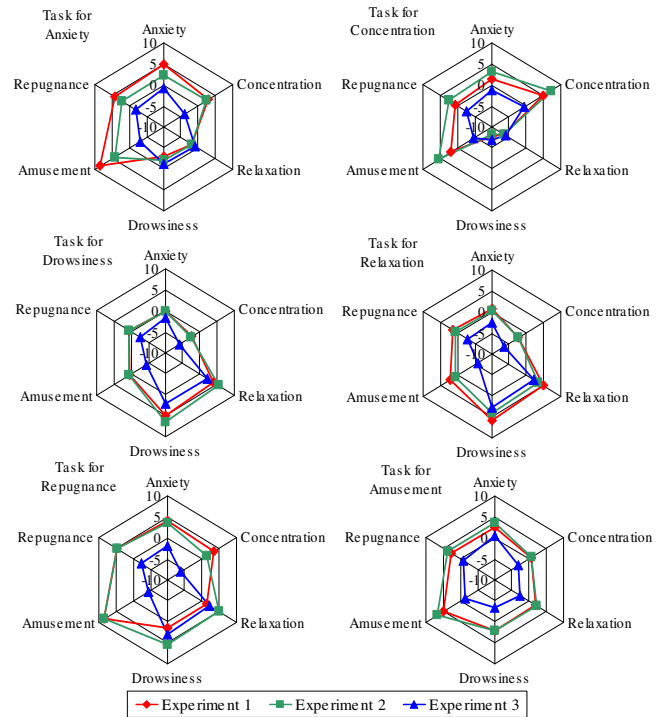 Task for
Anxiety
Anxiety
10
5
0
-5
-10
Concentration
Relaxation
Drowsiness
Amusement
Repugnance
Task for
Concentration
Anxiety
10
5
0
-5
-10
Concentration
Relaxation
Drowsiness
Amusement
Repugnance
Task for
Drowsiness
Anxiety
10
5
0
-5
-10
Concentration
Relaxation
Drowsiness
Amusement
Repugnance
Task for
Relaxation
Anxiety
10
5
0
-5
-10
Concentration
Relaxation
Drowsiness
Amusement
Repugnance
Task for
Repugnance
Anxiety
10
5
0
-5
-10
Concentration
Relaxation
Drowsiness
Amusement
Repugnance
Task for
Amusement
Anxiety
10
5
0
-5
-10
Concentration
Relaxation
Drowsiness
Amusement
Repugnance
Experiment 1 Experiment 2 Experiment 3